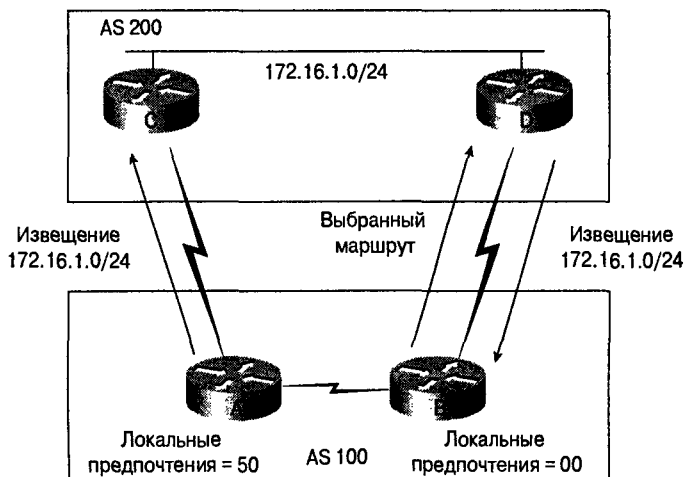 AS 200
172.16.1.0/24
C
D
Извещение
172.16.1.0/24
Выбранный
маршрут
Извещение
172.16.1.0/24
A
B
Локальные
предпочтения = 50
AS 100
Локальные
предпочтения = 00